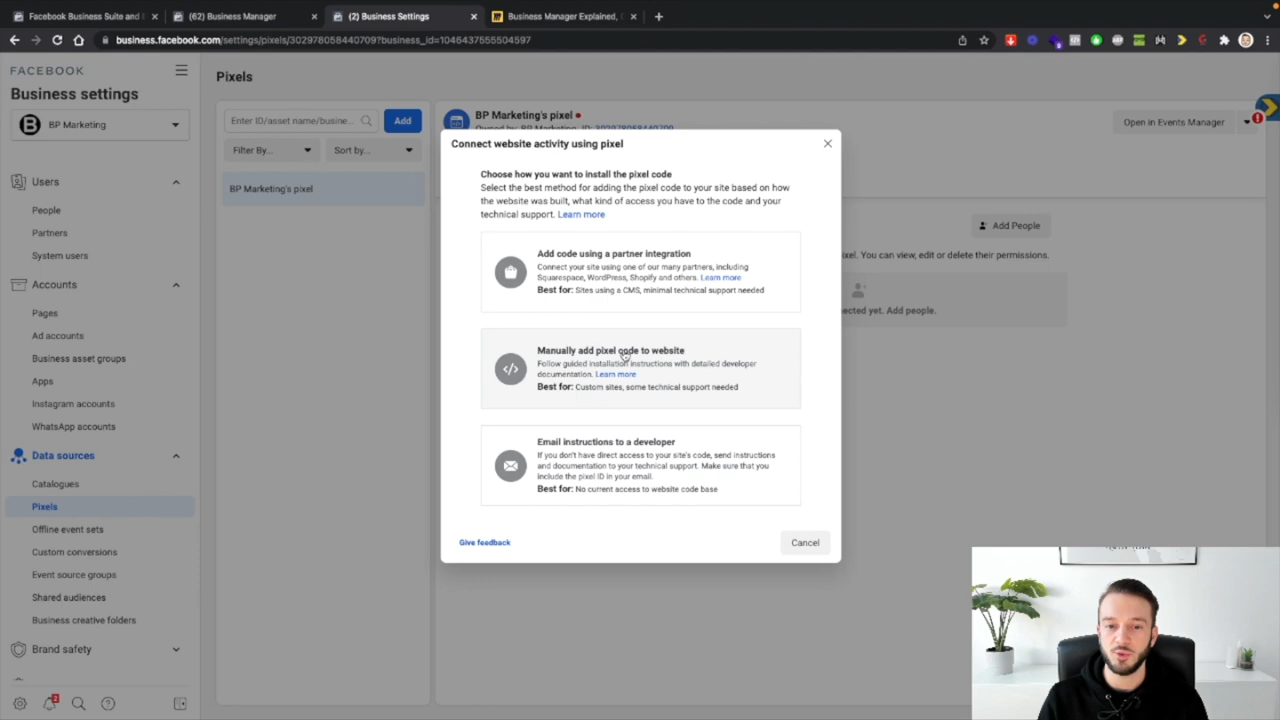 Facebook Business Suite and
(62) Business Manager
(2) Business Settings
Business Manager Explained,
business.facebook.com/settings/pixels/302978058440709?business_id=1046437555504597
FACEBOOK
Business settings
BP Marketing
Users
People
Partners
System users
Accounts
Pages
Ad accounts
Business asset groups
Apps
Instagram accounts
WhatsApp accounts
Data sources
Catalogues
Pixels
Offline event sets
Custom conversions
Event source groups
Shared audiences
Business creative folders
Brand safety
2
Pixels
Enter ID/asset name/busine...
Add
Filter By...
Sort by...
BP Marketing's pixel
BP Marketing's pixel
Owned by: BP Marketing ID: 302978058440709
Open in Events Manager
Add People
ixel. You can view, edit or delete their permissions.
ected yet. Add people.
Connect website activity using pixel
Choose how you want to install the pixel code
Select the best method for adding the pixel code to your site based on how
the website was built, what kind of access you have to the code and your
technical support. Learn more
Add code using a partner integration
Connect your site using one of our many partners, including
Squarespace, WordPress, Shopify and others. Learn more
Best for: Sites using a CMS, minimal technical support needed
Manually add pixel code to website
Follow guided installation instructions with detailed developer
documentation. Learn more
Best for: Custom sites, some technical support needed
Email instructions to a developer
If you don't have direct access to your site's code, send instructions
and documentation to your technical support. Make sure that you
include the pixel ID in your email.
Best for: No current access to website code base
Give feedback
Cancel